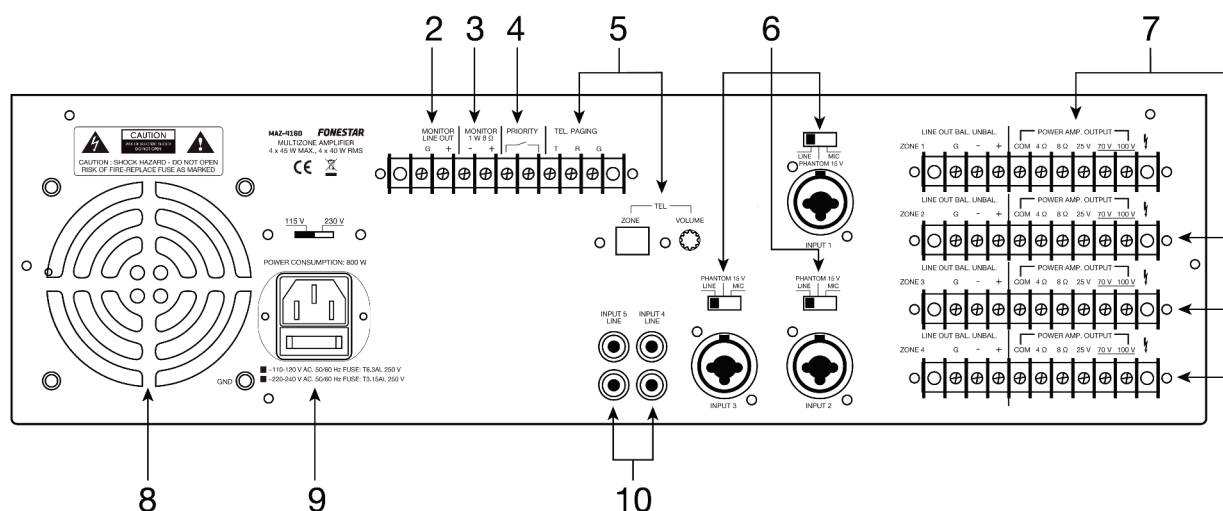 2 3 4 5 6 7
CAUTION
RISK OF ELECTRIC SHOCK
DO NOT OPEN
CAUTION : SHOCK HAZARD - DO NOT OPEN
RISK OF FIRE-REPLACE FUSE AS MARKED
MAZ-4160 FONESTAR
MULTIZONE AMPLIFIER
4 x 45 W MAX., 4 x 40 W RMS
CE
115 V 230 V
POWER CONSUMPTION: 800 W
~110-120 V AC. 50/60 Hz FUSE: T6.3AL 250 V
~220-240 V AC. 50/60 Hz FUSE: T3.15AL 250 V
GND
MONITOR
LINE OUT
G +
MONITOR
1 W 8 Ω
- +
PRIORITY
TEL. PAGING
T R G
TEL
ZONE VOLUME
LINE MIC
PHANTOM 15 V
INPUT 1
PHANTOM 15 V
LINE MIC
INPUT 3
PHANTOM 15 V
LINE MIC
INPUT 2
INPUT 5
LINE
INPUT 4
LINE
LINE OUT BAL. UNBAL. POWER AMP. OUTPUT
ZONE 1 G - + COM 4 Ω 8 Ω 25 V 70 V 100 V
LINE OUT BAL. UNBAL. POWER AMP. OUTPUT
ZONE 2 G - + COM 4 Ω 8 Ω 25 V 70 V 100 V
LINE OUT BAL. UNBAL. POWER AMP. OUTPUT
ZONE 3 G - + COM 4 Ω 8 Ω 25 V 70 V 100 V
LINE OUT BAL. UNBAL. POWER AMP. OUTPUT
ZONE 4 G - + COM 4 Ω 8 Ω 25 V 70 V 100 V
8 9 10